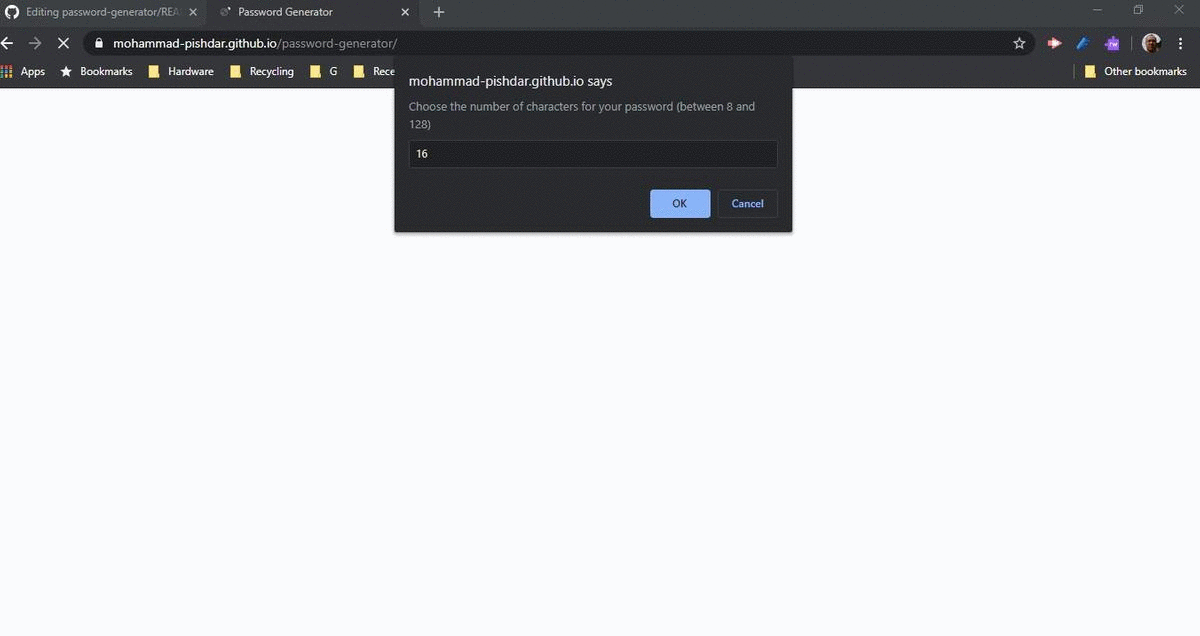 Editing password-generator/REA
Password Generator
mohammad-pishdar.github.io/password-generator/
Apps
Bookmarks
Hardware
Recycling
G
Rece
Other bookmarks
mohammad-pishdar.github.io says
Choose the number of characters for your password (between 8 and
128)
16
OK
Cancel